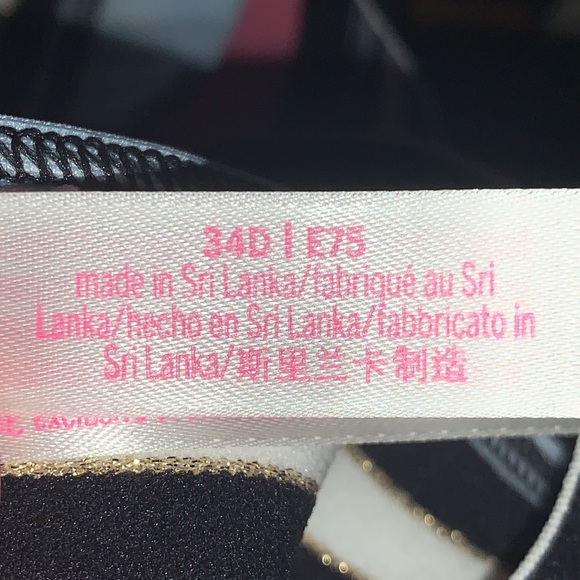 34D | E75
made in Sri Lanka/fabriqué au Sri
Lanka/hecho en Sri Lanka/fabbricato in
Sri Lanka/斯里兰卡制造